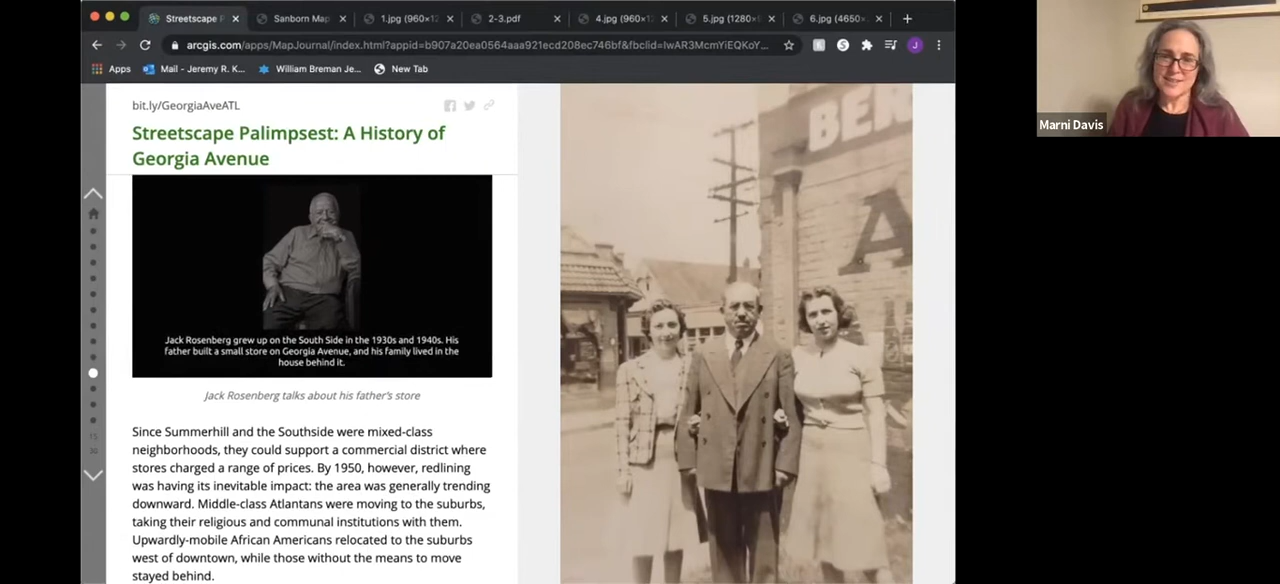 Streetscape P
Sanborn Map
1.jpg (960×12
2-3.pdf
4.jpg (960×12
5.jpg (1280×
6.jpg (4650×
arcgis.com/apps/MapJournal/index.html?appid=b907a20ea0564aaa921ecd208ec746bf&fbclid=IwAR3McmYiEQKoY...
J
Apps
Mail - Jeremy R. K...
William Breman Je...
New Tab
bit.ly/GeorgiaAveATL
Streetscape Palimpsest: A History of
Georgia Avenue
Jack Rosenberg grew up on the South Side in the 1930s and 1940s. His
father built a small store on Georgia Avenue, and his family lived in the
house behind it.
Jack Rosenberg talks about his father's store
Since Summerhill and the Southside were mixed-class
neighborhoods, they could support a commercial district where
stores charged a range of prices. By 1950, however, redlining
was having its inevitable impact: the area was generally trending
downward. Middle-class Atlantans were moving to the suburbs,
taking their religious and communal institutions with them.
Upwardly-mobile African Americans relocated to the suburbs
west of downtown, while those without the means to move
stayed behind.
BER
A
Marni Davis